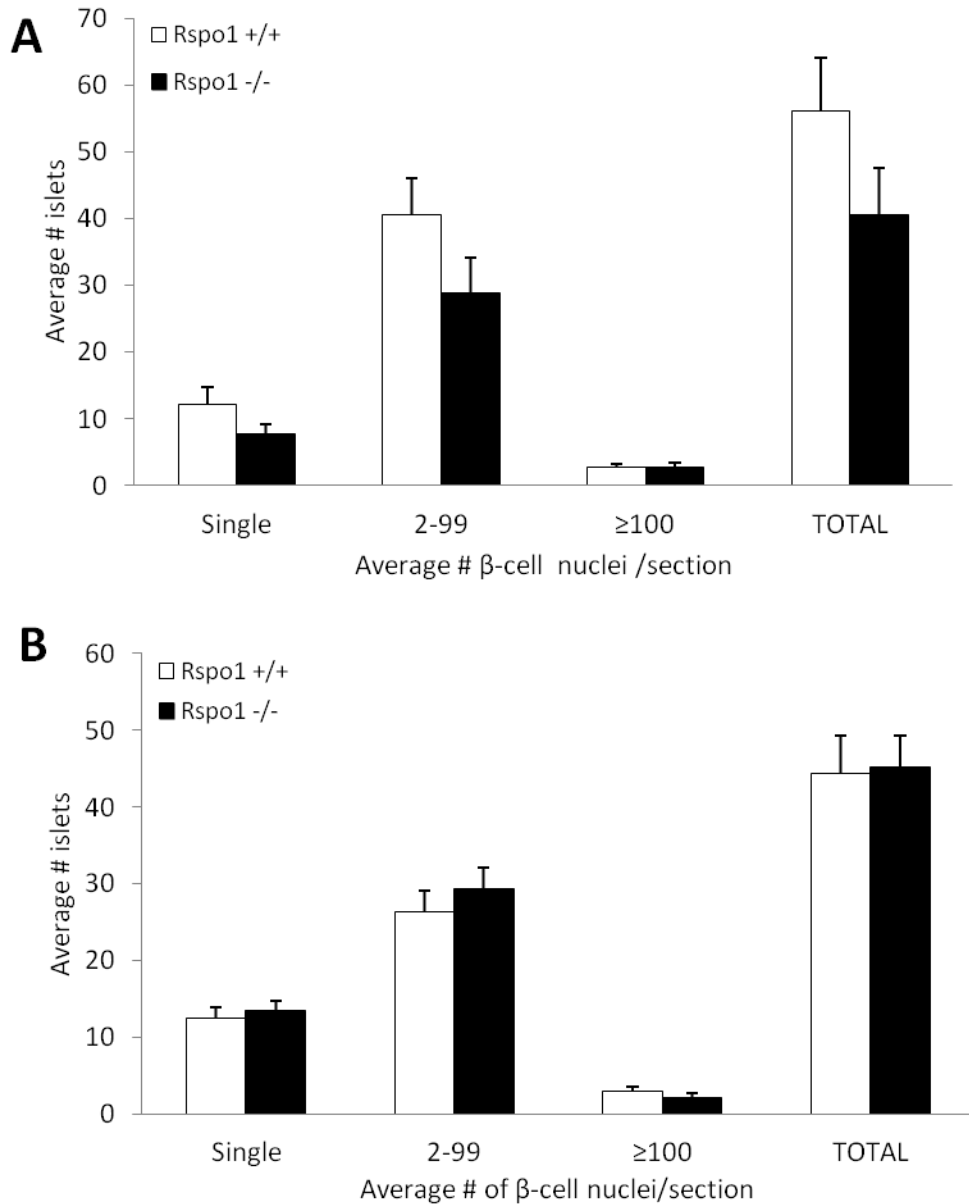 A
Rspo1 +/+
Rspo1 -/-
Average # islets
70
60
50
40
30
20
10
0
Single 2-99 ≥100 TOTAL
Average # β-cell nuclei /section
B
Rspo1 +/+
Rspo1 -/-
Average # islets
60
50
40
30
20
10
0
Single 2-99 ≥100 TOTAL
Average # of β-cell nuclei/section